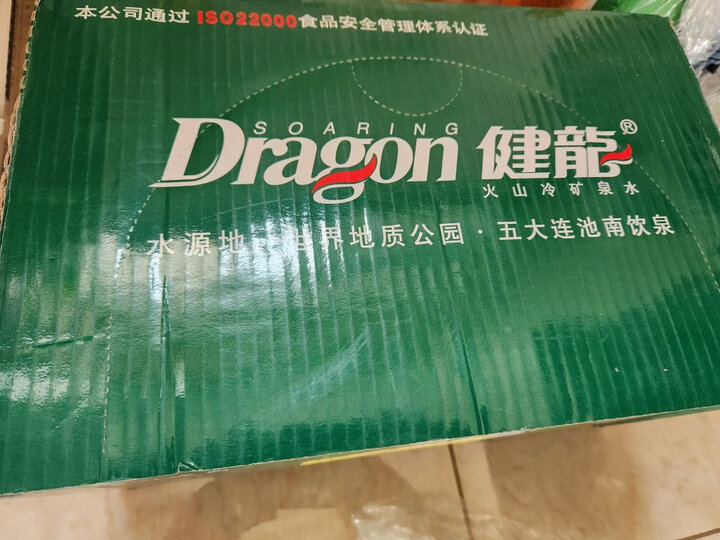 本公司通过 ISO22000食品安全管理体系认证
SOARING
Dragon 健龍®
火山冷矿泉水
水源地·世界地质公园·五大连池南饮泉